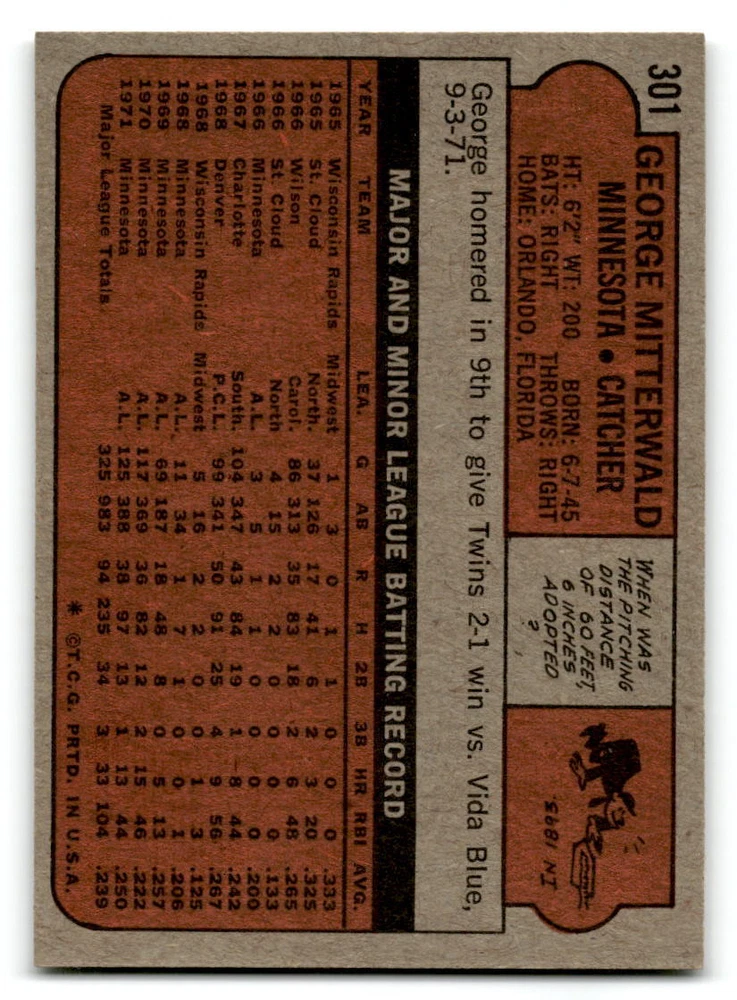 301
GEORGE MITTERWALD
MINNESOTA • CATCHER
HT: 6'2" WT: 200 BORN: 6-7-45
BATS: RIGHT THROWS: RIGHT
HOME: ORLANDO, FLORIDA
WHEN WAS
THE PITCHING
DISTANCE
OF 60 FEET,
6 INCHES
ADOPTED
?
IN 1893.
George homered in 9th to give Twins 2-1 win vs. Vida Blue,
9-3-71.
MAJOR AND MINOR LEAGUE BATTING RECORD
YEAR TEAM LEA. G AB R H 2B 3B HR RBI AVG.
1965 Wisconsin Rapids Midwest 1 3 0 1 1 0 0 0 .333
1965 St. Cloud North. 37 126 17 41 6 2 3 20 .325
1966 Wilson Carol. 86 313 35 83 18 2 6 48 .265
1966 St. Cloud North 4 15 2 2 0 0 0 0 .133
1966 Minnesota A.L. 3 5 1 1 0 0 0 0 .200
1967 Charlotte South. 104 347 43 84 19 1 8 44 .242
1968 Denver P.C.L. 99 341 50 91 25 4 9 56 .267
1968 Wisconsin Rapids Midwest 5 16 2 2 0 0 1 3 .125
1968 Minnesota A.L. 11 34 1 7 1 0 0 1 .206
1969 Minnesota A.L. 69 187 18 48 8 0 5 13 .257
1970 Minnesota A.L. 117 369 36 82 12 2 15 46 .222
1971 Minnesota A.L. 125 388 38 97 13 1 13 44 .250
Major League Totals 325 983 94 235 34 3 33 104 .239
* ©T.C.G. PRTD. IN U.S.A.